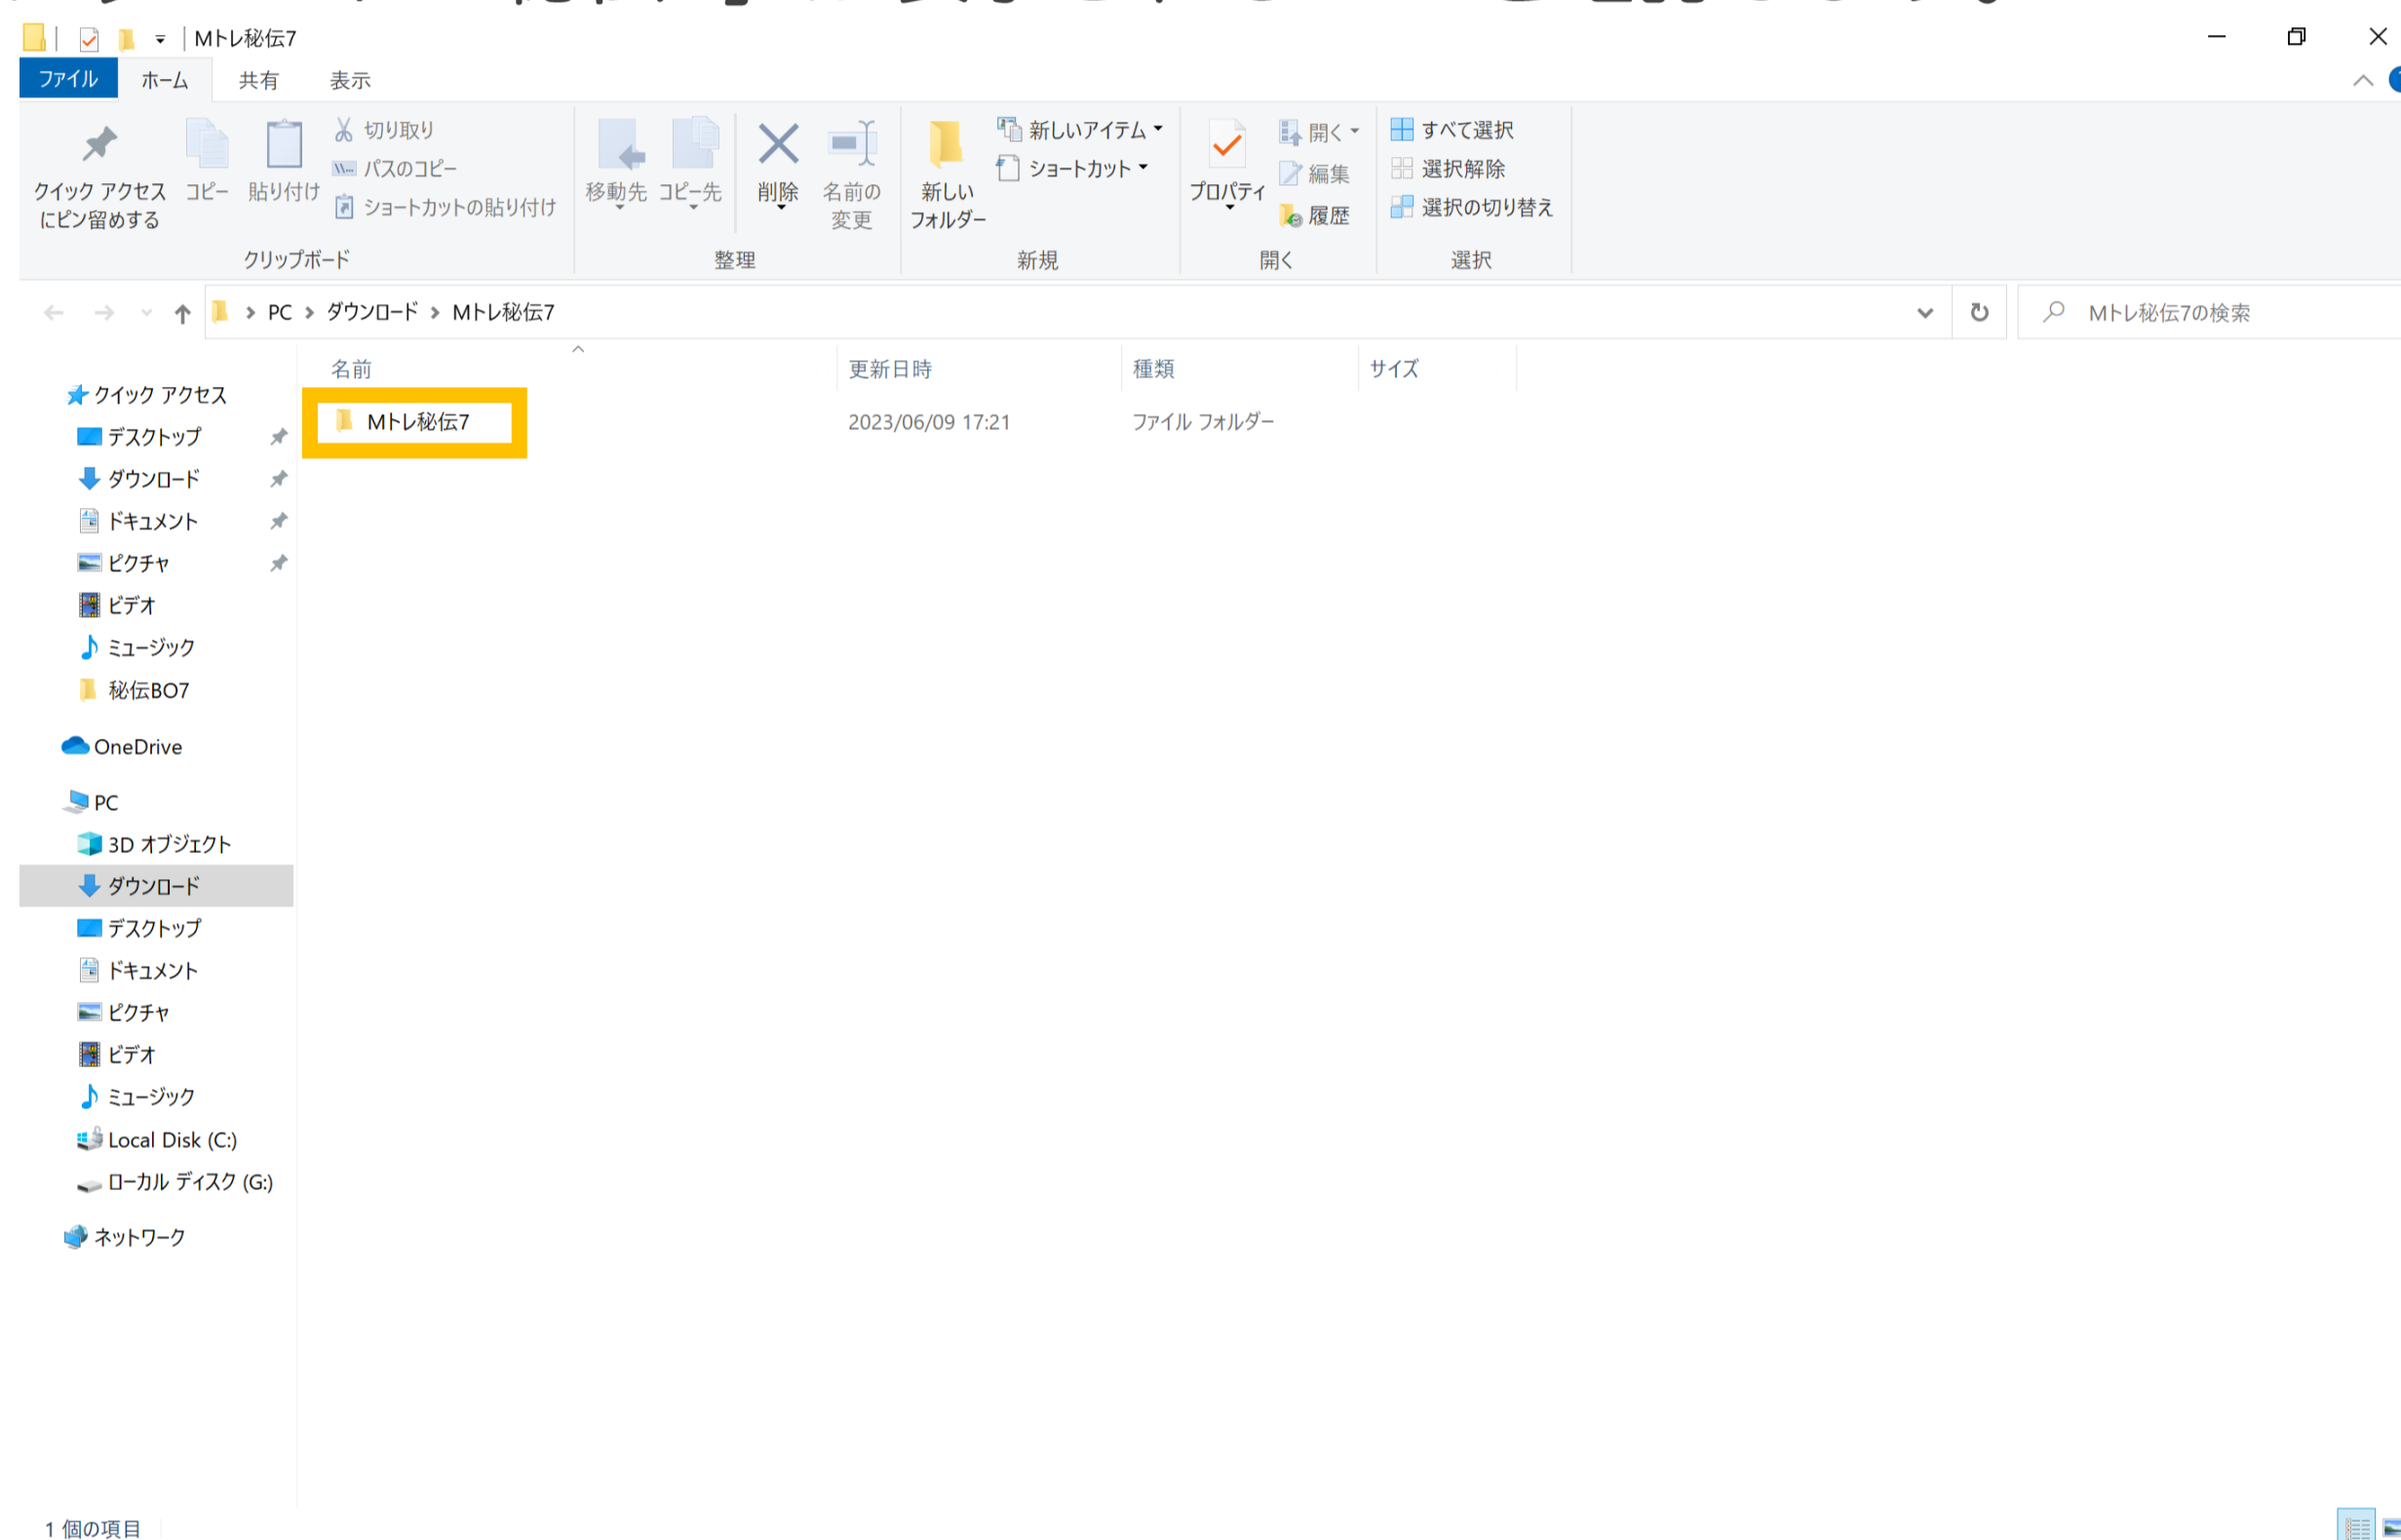 Mトレ秘伝7
ファイル ホーム 共有 表示
クイック アクセス
にピン留めする
コピー
貼り付け
切り取り
パスのコピー
ショートカットの貼り付け
クリップボード
移動先
コピー先
削除
名前の
変更
整理
新しい
フォルダー
新しいアイテム
ショートカット
新規
プロパティ
開く
編集
履歴
開く
すべて選択
選択解除
選択の切り替え
選択
PC ダウンロード Mトレ秘伝7
Mトレ秘伝7の検索
名前 更新日時 種類 サイズ
Mトレ秘伝7 2023/06/09 17:21 ファイル フォルダー
クイック アクセス
デスクトップ
ダウンロード
ドキュメント
ピクチャ
ビデオ
ミュージック
秘伝BO7
OneDrive
PC
3D オブジェクト
ダウンロード
デスクトップ
ドキュメント
ピクチャ
ビデオ
ミュージック
Local Disk (C:)
ローカル ディスク (G:)
ネットワーク
1 個の項目